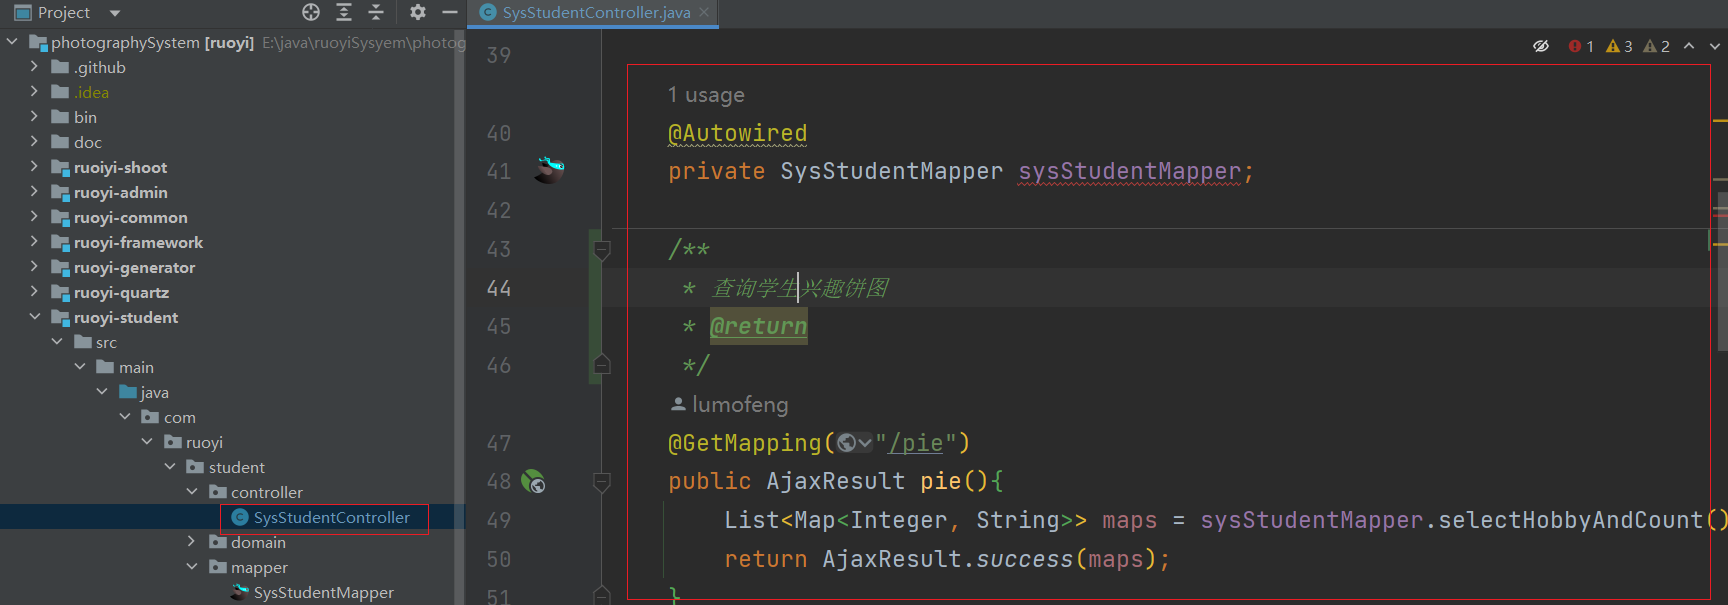 Project
SysStudentController.java
photographySystem [ruoyi] E:\java\ruoyiSysyem\photog
.github
.idea
bin
doc
ruoiyi-shoot
ruoyi-admin
ruoyi-common
ruoyi-framework
ruoyi-generator
ruoyi-quartz
ruoyi-student
src
main
java
com
ruoyi
student
controller
SysStudentController
domain
mapper
SysStudentMapper
1 3 2
39
1 usage
40 @Autowired
41 private SysStudentMapper sysStudentMapper;
42
43 /**
44 * 查询学生兴趣饼图
45 * @return
46 */
lumofeng
47 @GetMapping("/pie")
48 public AjaxResult pie(){
49 List<Map<Integer, String>> maps = sysStudentMapper.selectHobbyAndCount()
50 return AjaxResult.success(maps);
51 }